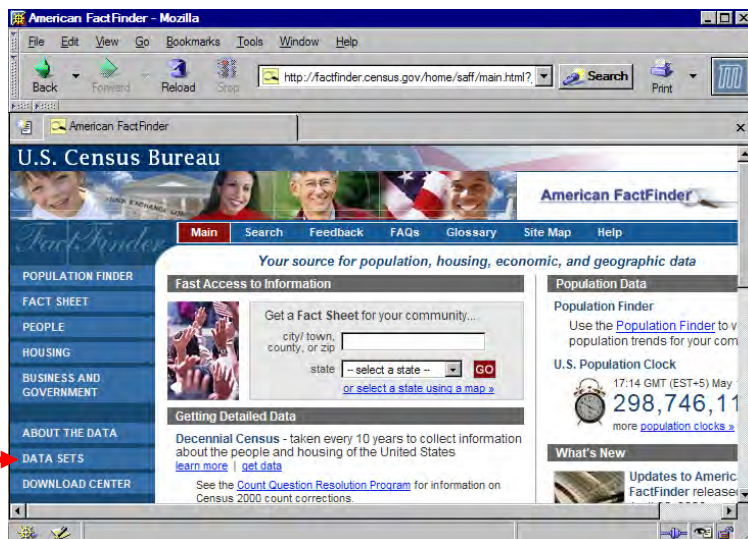 American FactFinder - Mozilla
File Edit View Go Bookmarks Tools Window Help
Back Forward Reload Stop http://factfinder.census.gov/home/saff/main.html? Search Print
American FactFinder
U.S. Census Bureau
American FactFinder
FactFinder
Main Search Feedback FAQs Glossary Site Map Help
Your source for population, housing, economic, and geographic data
POPULATION FINDER
FACT SHEET
PEOPLE
HOUSING
BUSINESS AND
GOVERNMENT
ABOUT THE DATA
DATA SETS
DOWNLOAD CENTER
Fast Access to Information
Get a Fact Sheet for your community...
city/ town,
county, or zip
state -- select a state -- GO
or select a state using a map »
Getting Detailed Data
Decennial Census - taken every 10 years to collect information
about the people and housing of the United States
learn more | get data
See the Count Question Resolution Program for information on
Census 2000 count corrections.
Population Data
Population Finder
Use the Population Finder to v
population trends for your com
U.S. Population Clock
17:14 GMT (EST+5) May
298,746,11
more population clocks »
What's New
Updates to Americ
FactFinder release